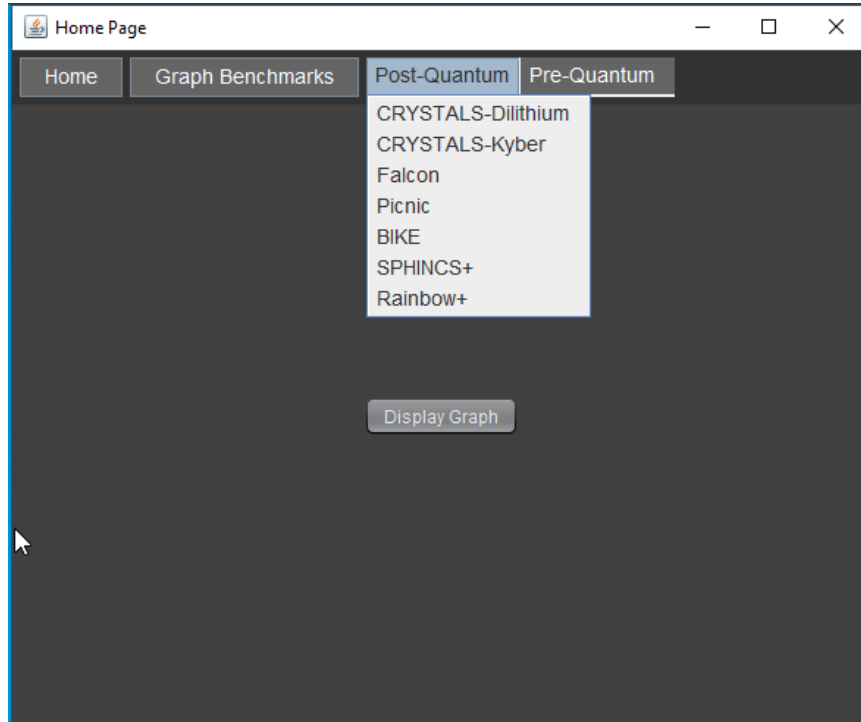 Home Page
Home Graph Benchmarks Post-Quantum Pre-Quantum
CRYSTALS-Dilithium
CRYSTALS-Kyber
Falcon
Picnic
BIKE
SPHINCS+
Rainbow+
Display Graph